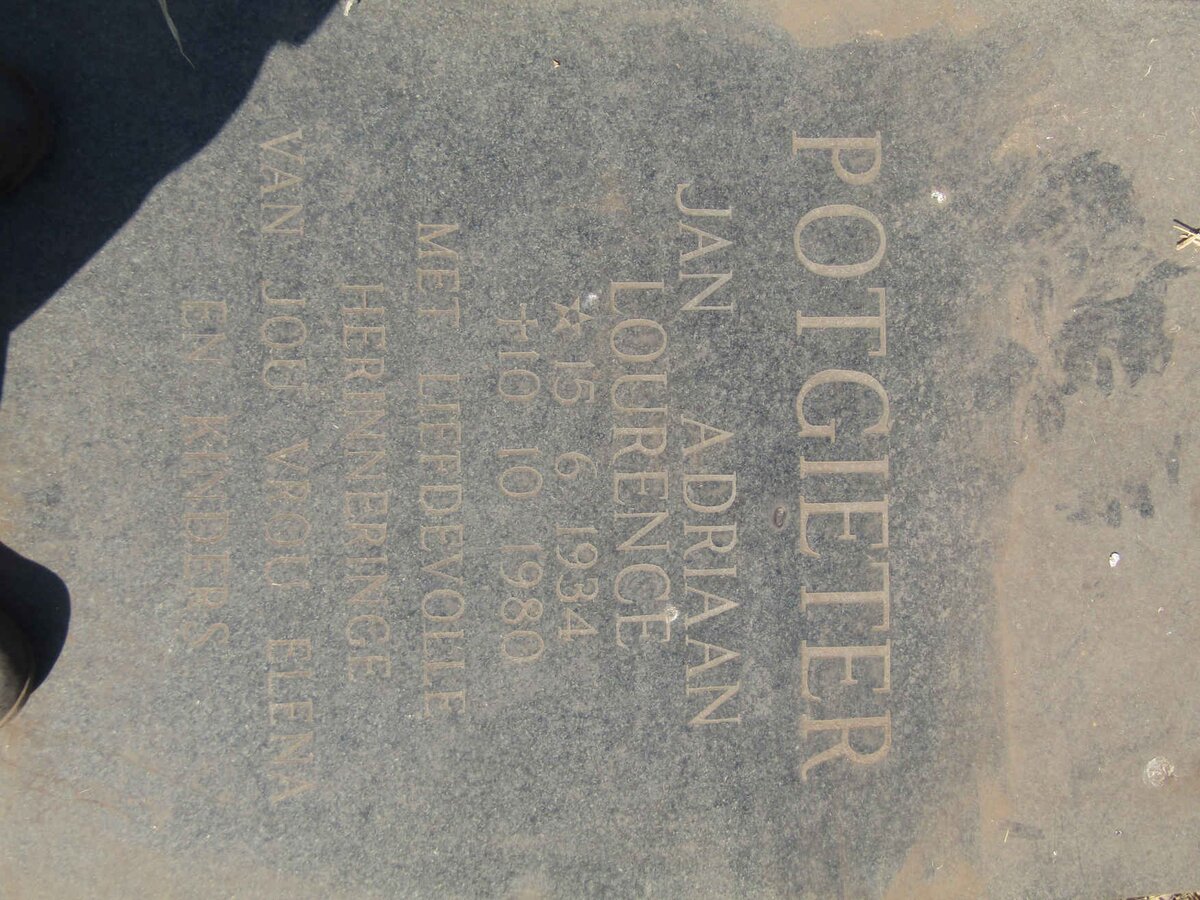 POTGIETER
JAN ADRIAAN
LOURENCE
☆ 15 6 1934
†10 10 1980
MET LIEFDEVOLLE
HERINNERINGE
VAN JOU VROU ELENA
EN KINDERS